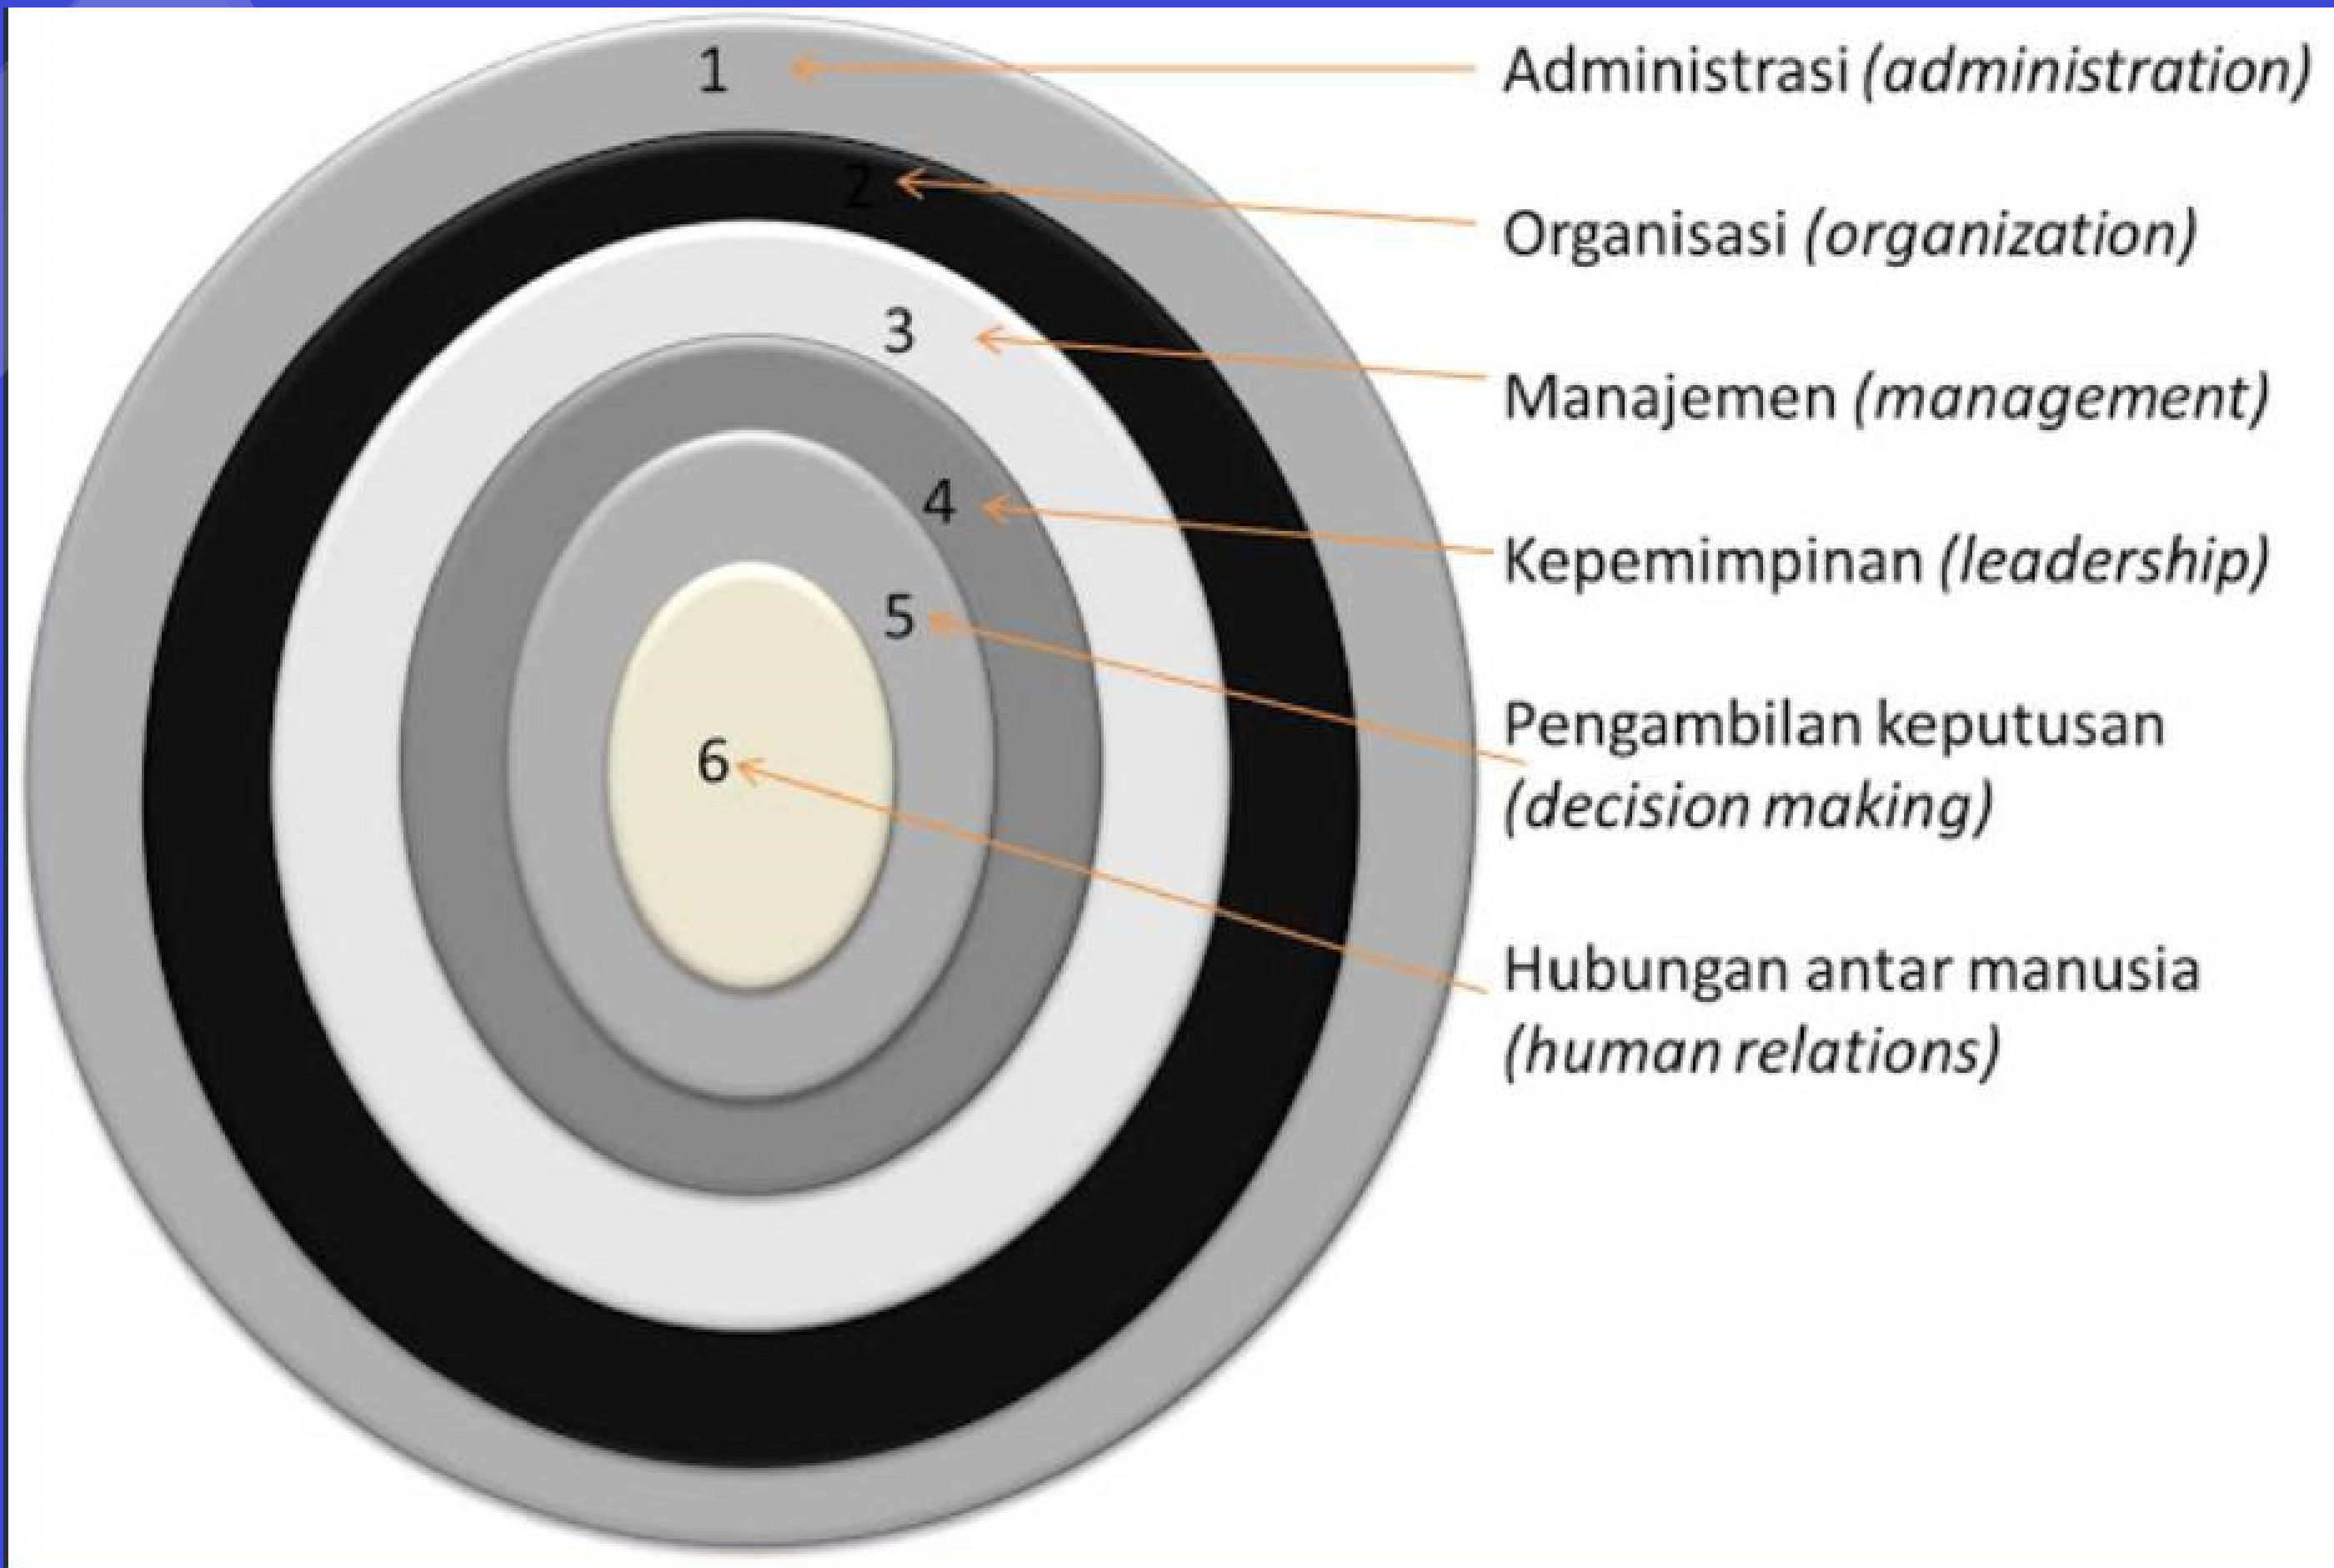 1
Administrasi (administration)
2
Organisasi (organization)
3
Manajemen (management)
4
Kepemimpinan (leadership)
5
Pengambilan keputusan
(decision making)
6
Hubungan antar manusia
(human relations)